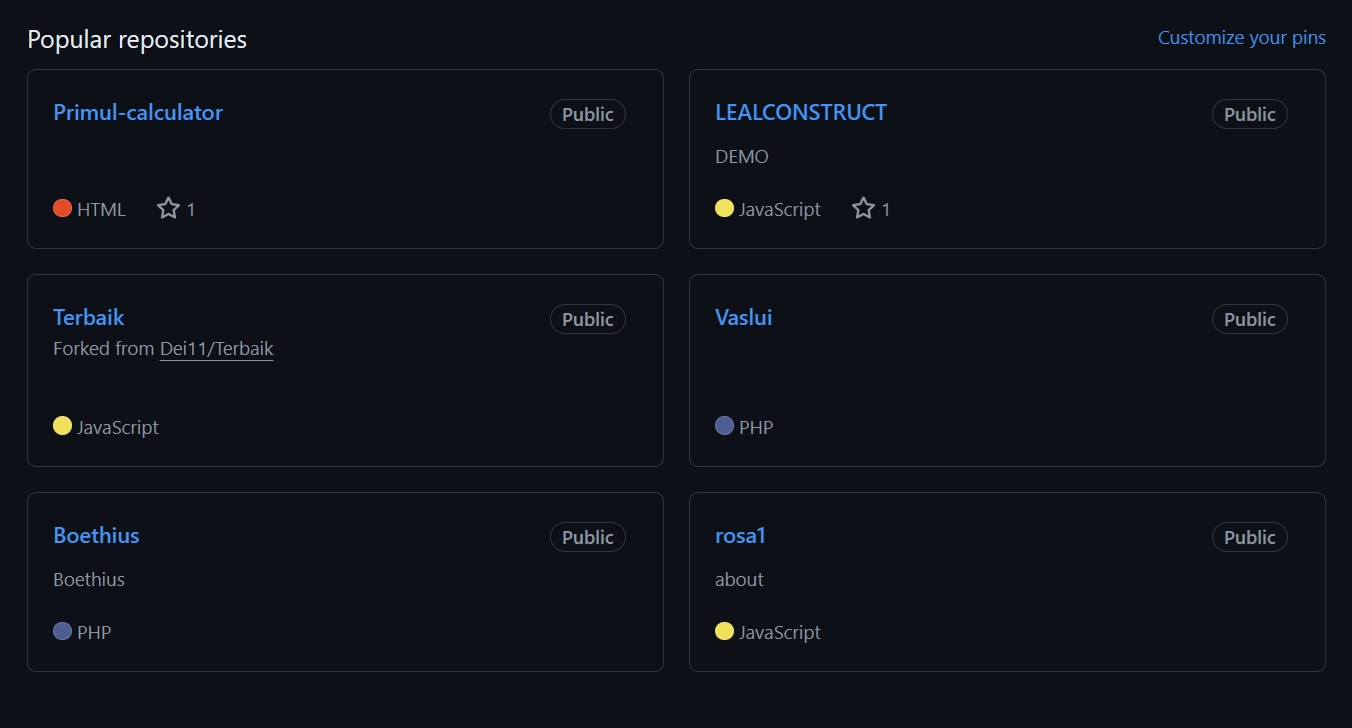 Popular repositories
Customize your pins
Primul-calculator
Public
HTML 1
LEALCONSTRUCT
Public
DEMO
JavaScript 1
Terbaik
Public
Forked from Dei11/Terbaik
JavaScript
Vaslui
Public
PHP
Boethius
Public
Boethius
PHP
rosa1
Public
about
JavaScript